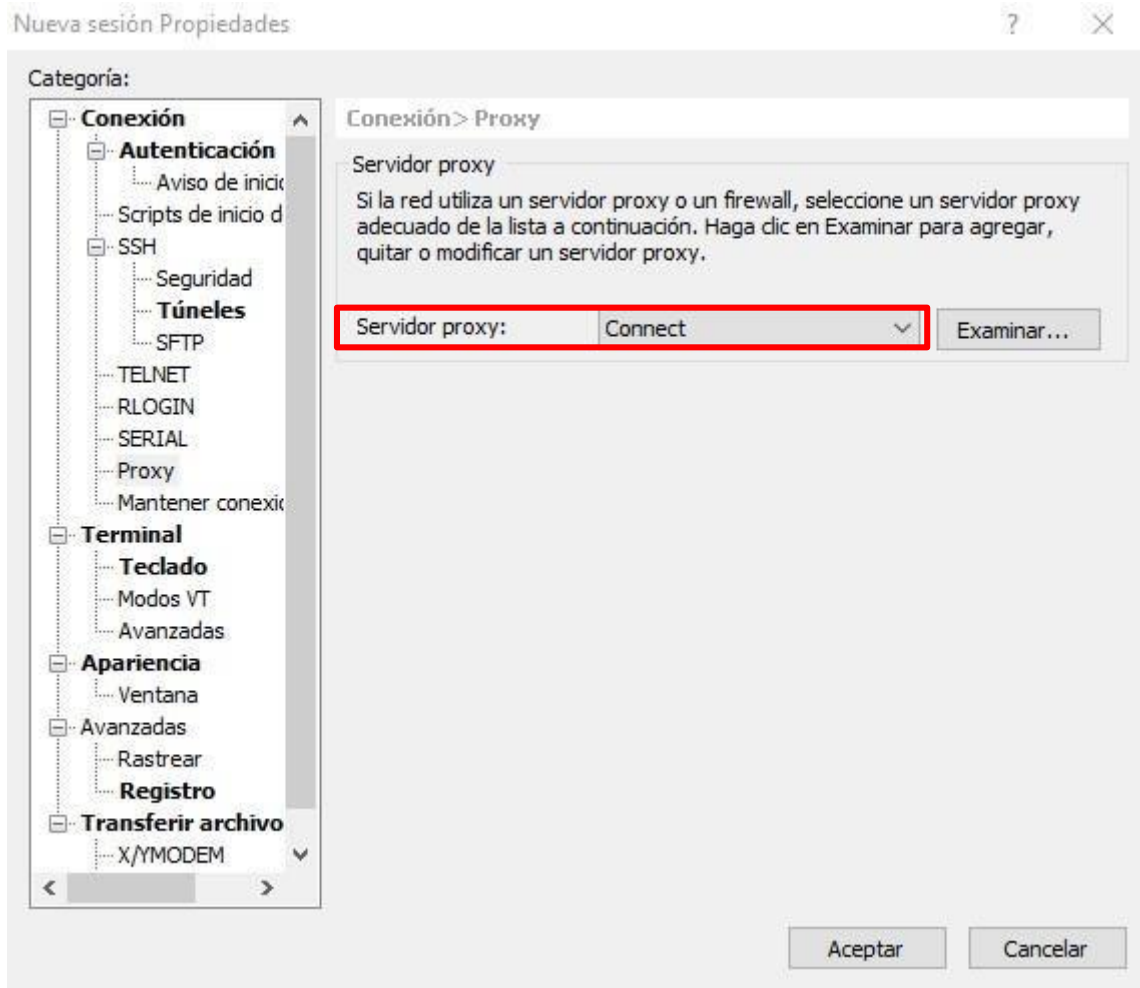 Nueva sesión Propiedades
Categoría:
Conexión
Autenticación
Aviso de inicio
Scripts de inicio d
SSH
Seguridad
Túneles
SFTP
TELNET
RLOGIN
SERIAL
Proxy
Mantener conexio
Terminal
Teclado
Modos VT
Avanzadas
Apariencia
Ventana
Avanzadas
Rastrear
Registro
Transferir archivo
X/YMODEM
Conexión> Proxy
Servidor proxy
Si la red utiliza un servidor proxy o un firewall, seleccione un servidor proxy
adecuado de la lista a continuación. Haga clic en Examinar para agregar,
quitar o modificar un servidor proxy.
Servidor proxy: Connect Examinar...
Aceptar Cancelar